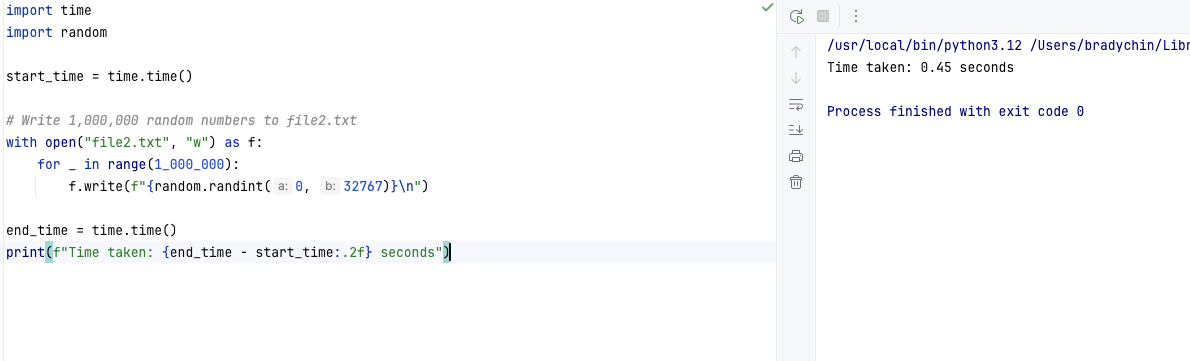 import time
import random
start_time = time.time()
# Write 1,000,000 random numbers to file2.txt
with open("file2.txt", "w") as f:
    for _ in range(1_000_000):
        f.write(f"{random.randint( a: 0, b: 32767)}\n")
end_time = time.time()
print(f"Time taken: {end_time - start_time:.2f} seconds")
/usr/local/bin/python3.12 /Users/bradychin/Libr
Time taken: 0.45 seconds
Process finished with exit code 0